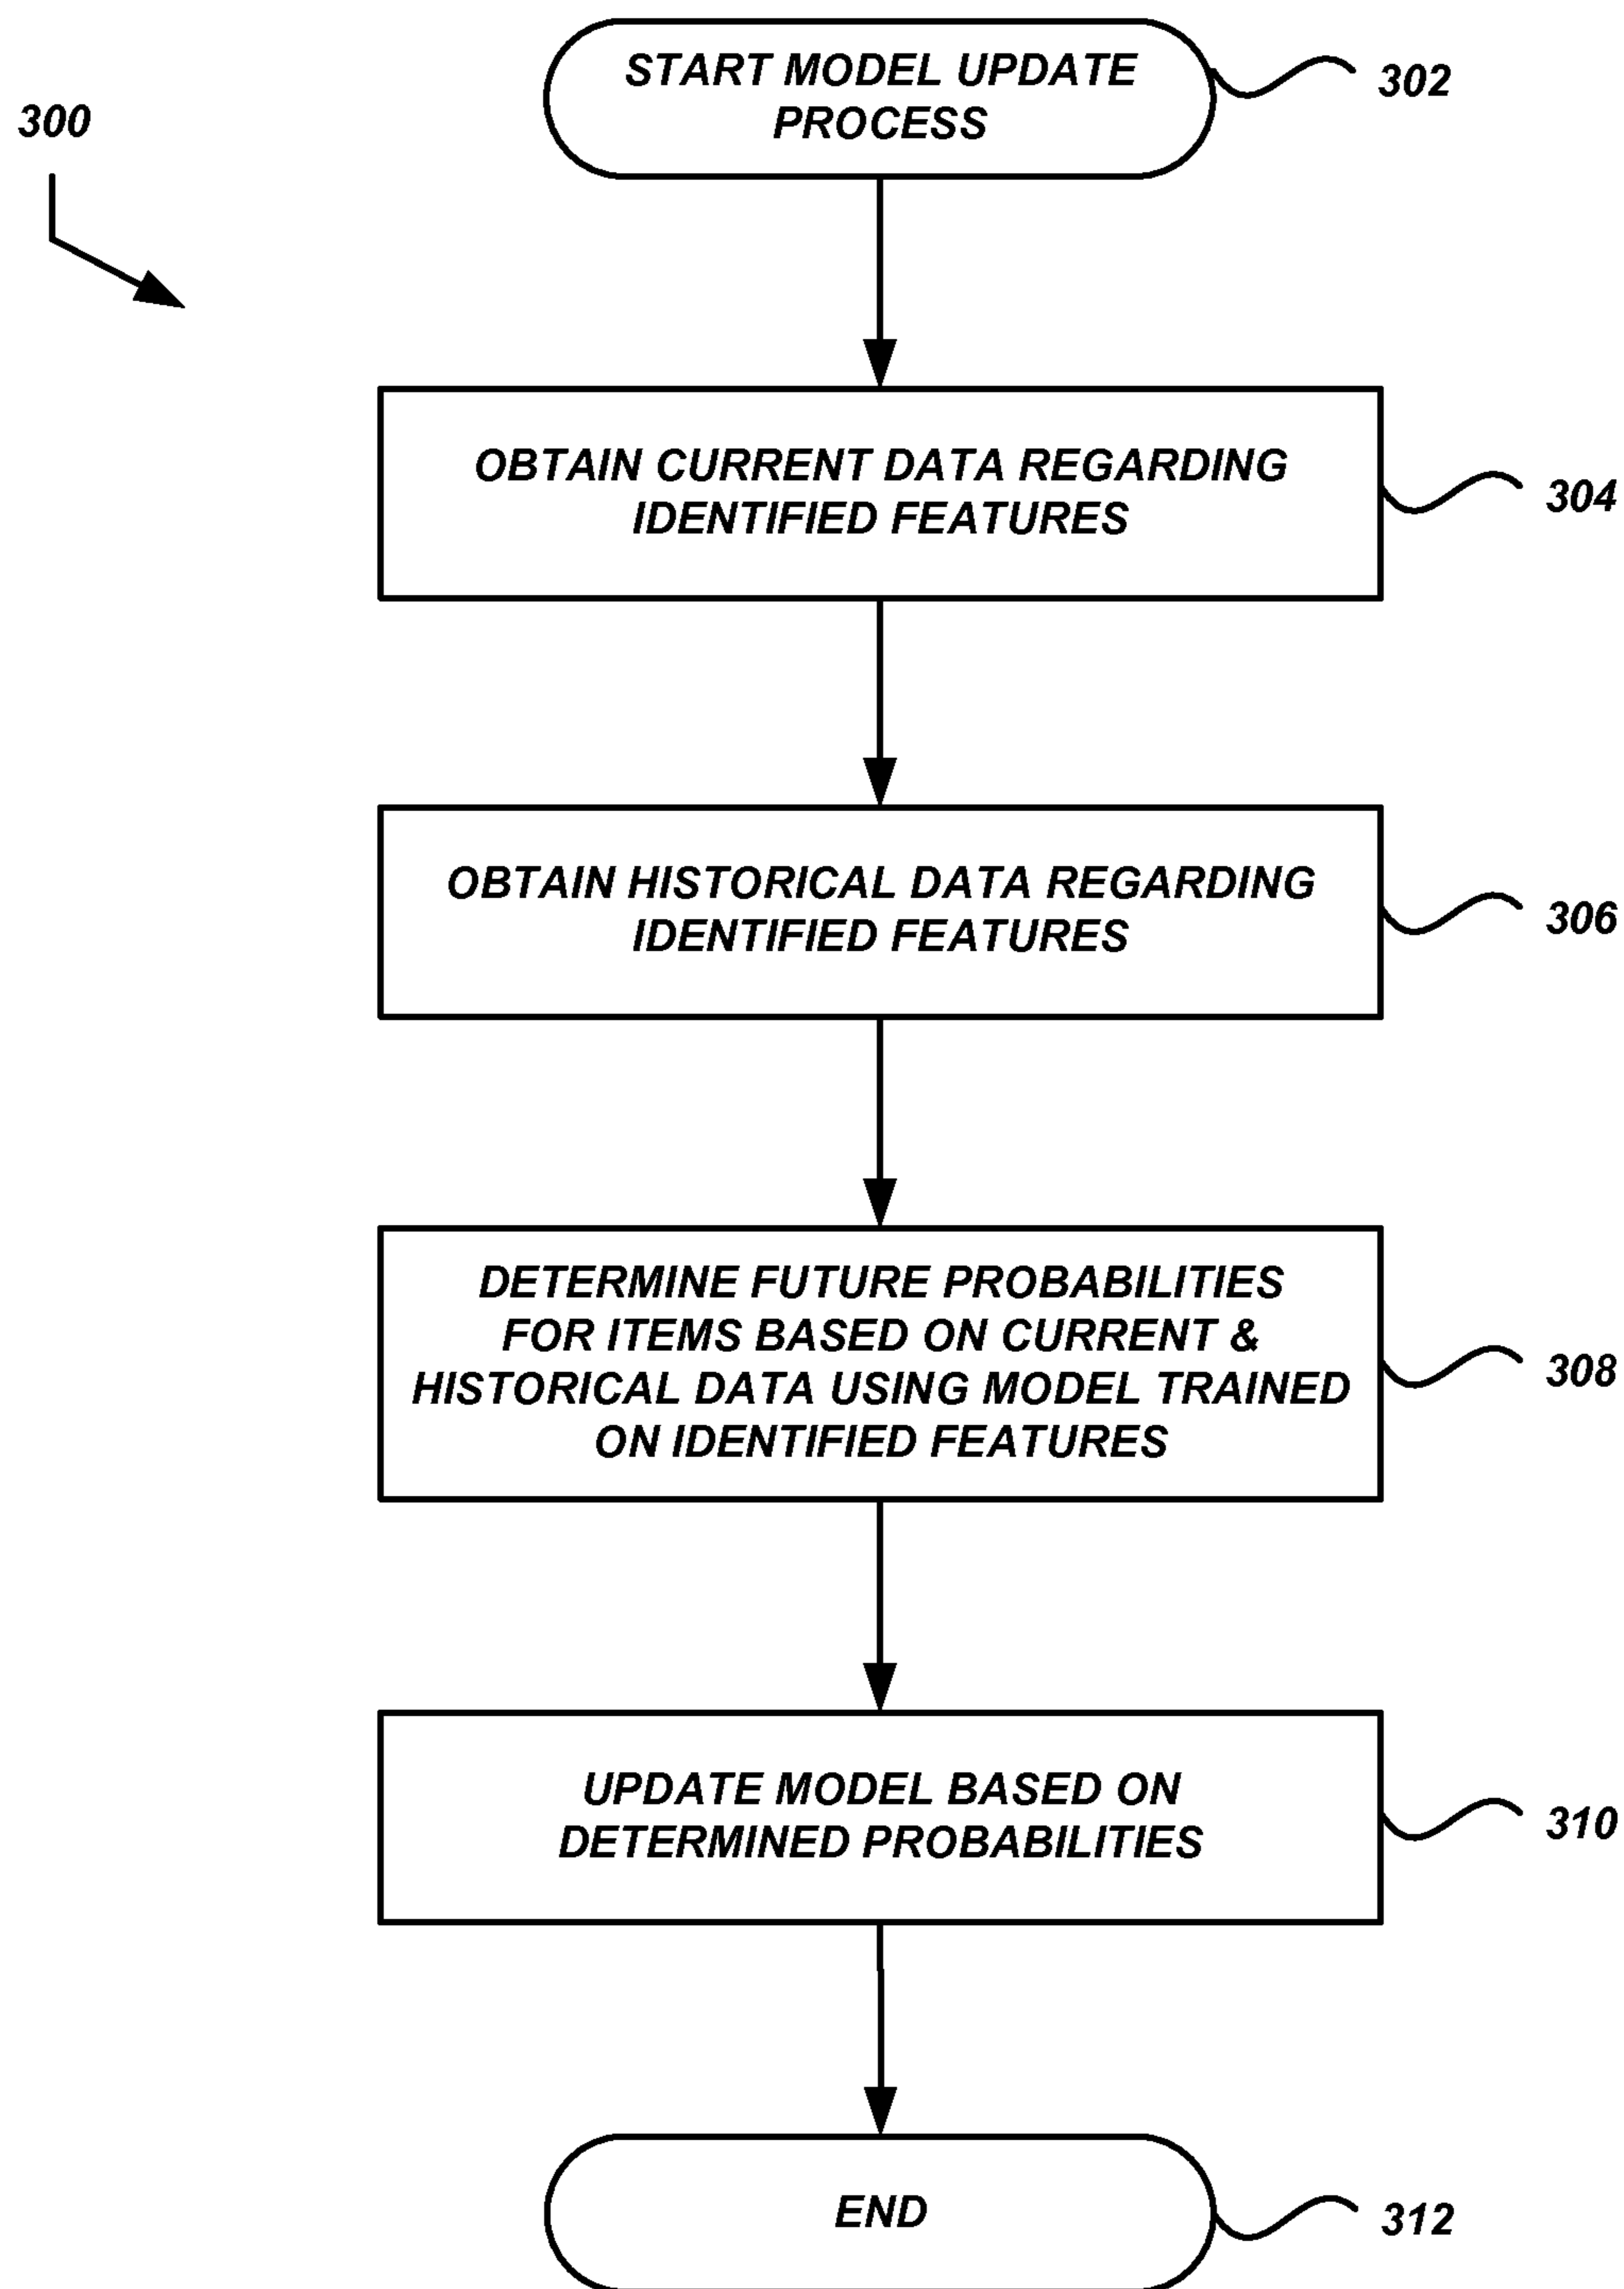 300
START MODEL UPDATE
PROCESS
302
OBTAIN CURRENT DATA REGARDING
IDENTIFIED FEATURES
304
OBTAIN HISTORICAL DATA REGARDING
IDENTIFIED FEATURES
306
DETERMINE FUTURE PROBABILITIES
FOR ITEMS BASED ON CURRENT &
HISTORICAL DATA USING MODEL TRAINED
ON IDENTIFIED FEATURES
308
UPDATE MODEL BASED ON
DETERMINED PROBABILITIES
310
END
312